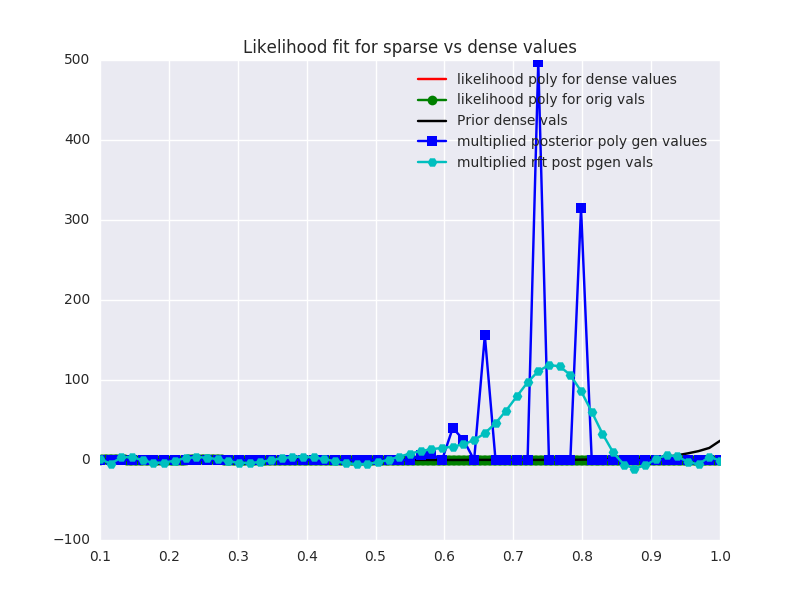 Likelihood fit for sparse vs dense values
likelihood poly for dense values
likelihood poly for orig vals
Prior dense vals
multiplied posterior poly gen values
multiplied rft post pgen vals
500
400
300
200
100
0
−100
0.1 0.2 0.3 0.4 0.5 0.6 0.7 0.8 0.9 1.0